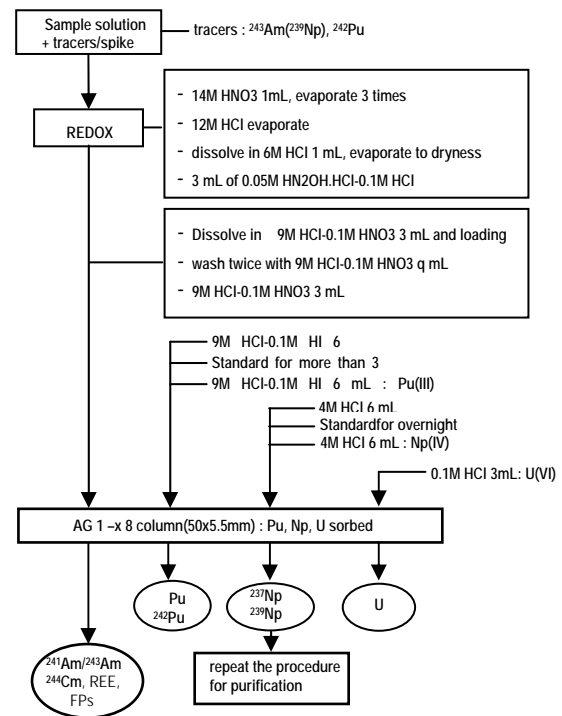 Sample solution
+ tracers/spike
tracers : ²⁴³Am(²³⁹Np), ²⁴²Pu
REDOX
- 14M HNO3 1mL, evaporate 3 times
- 12M HCl evaporate
- dissolve in 6M HCl 1 mL, evaporate to dryness
- 3 mL of 0.05M HN2OH.HCl-0.1M HCl
- Dissolve in 9M HCl-0.1M HNO3 3 mL and loading
- wash twice with 9M HCl-0.1M HNO3 q mL
- 9M HCl-0.1M HNO3 3 mL
9M HCl-0.1M HI 6
Standard for more than 3
9M HCl-0.1M HI 6 mL : Pu(III)
4M HCl 6 mL
Standardfor overnight
4M HCl 6 mL : Np(IV)
0.1M HCl 3mL: U(VI)
AG 1 –x 8 column(50x5.5mm) : Pu, Np, U sorbed
Pu
²⁴²Pu
²³⁷Np
²³⁹Np
U
²⁴¹Am/²⁴³Am
²⁴⁴Cm, REE,
FPs
repeat the procedure
for purification